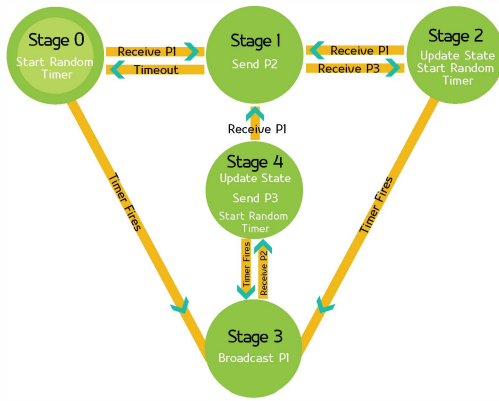 Stage 0
Start Random
Timer
Receive P1
Timeout
Stage 1
Send P2
Receive P1
Receive P3
Stage 2
Update State
Start Random
Timer
Receive P1
Stage 4
Update State
Send P3
Start Random
Timer
Timer Fires
Timer Fires
Receive P2
Timer Fires
Stage 3
Broadcast P1